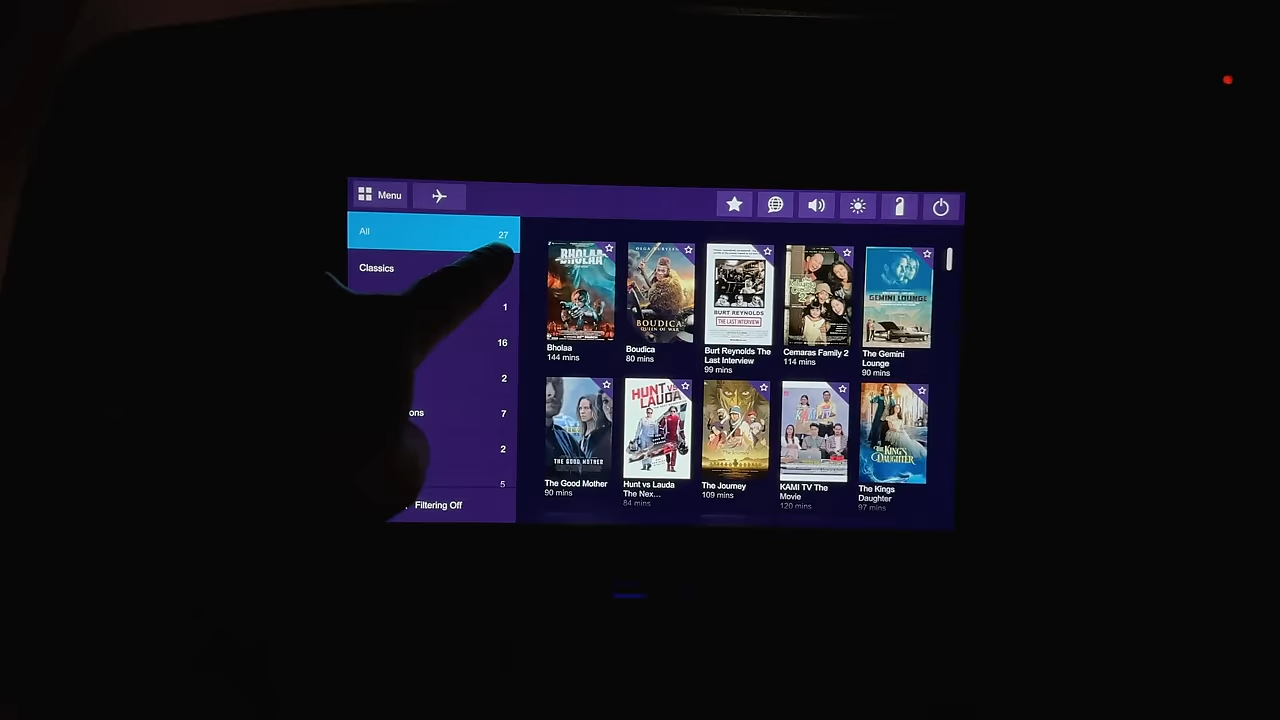 Menu
All 27
Classics
1
16
2
ons 7
2
5
Filtering Off
BHOLAA
BOUDICA
QUEEN OF WAR
BURT REYNOLDS
THE LAST INTERVIEW
GEMINI LOUNGE
Bholaa
144 mins
Boudica
80 mins
Burt Reynolds The
Last Interview
99 mins
Cemaras Family 2
114 mins
The Gemini
Lounge
90 mins
THE GOOD MOTHER
HUNT VS
LAUDA
The Journey
KAMI TV
THE KING'S
DAUGHTER
The Good Mother
90 mins
Hunt vs Lauda
The Nex...
84 mins
The Journey
109 mins
KAMI TV The
Movie
120 mins
The Kings
Daughter
97 mins